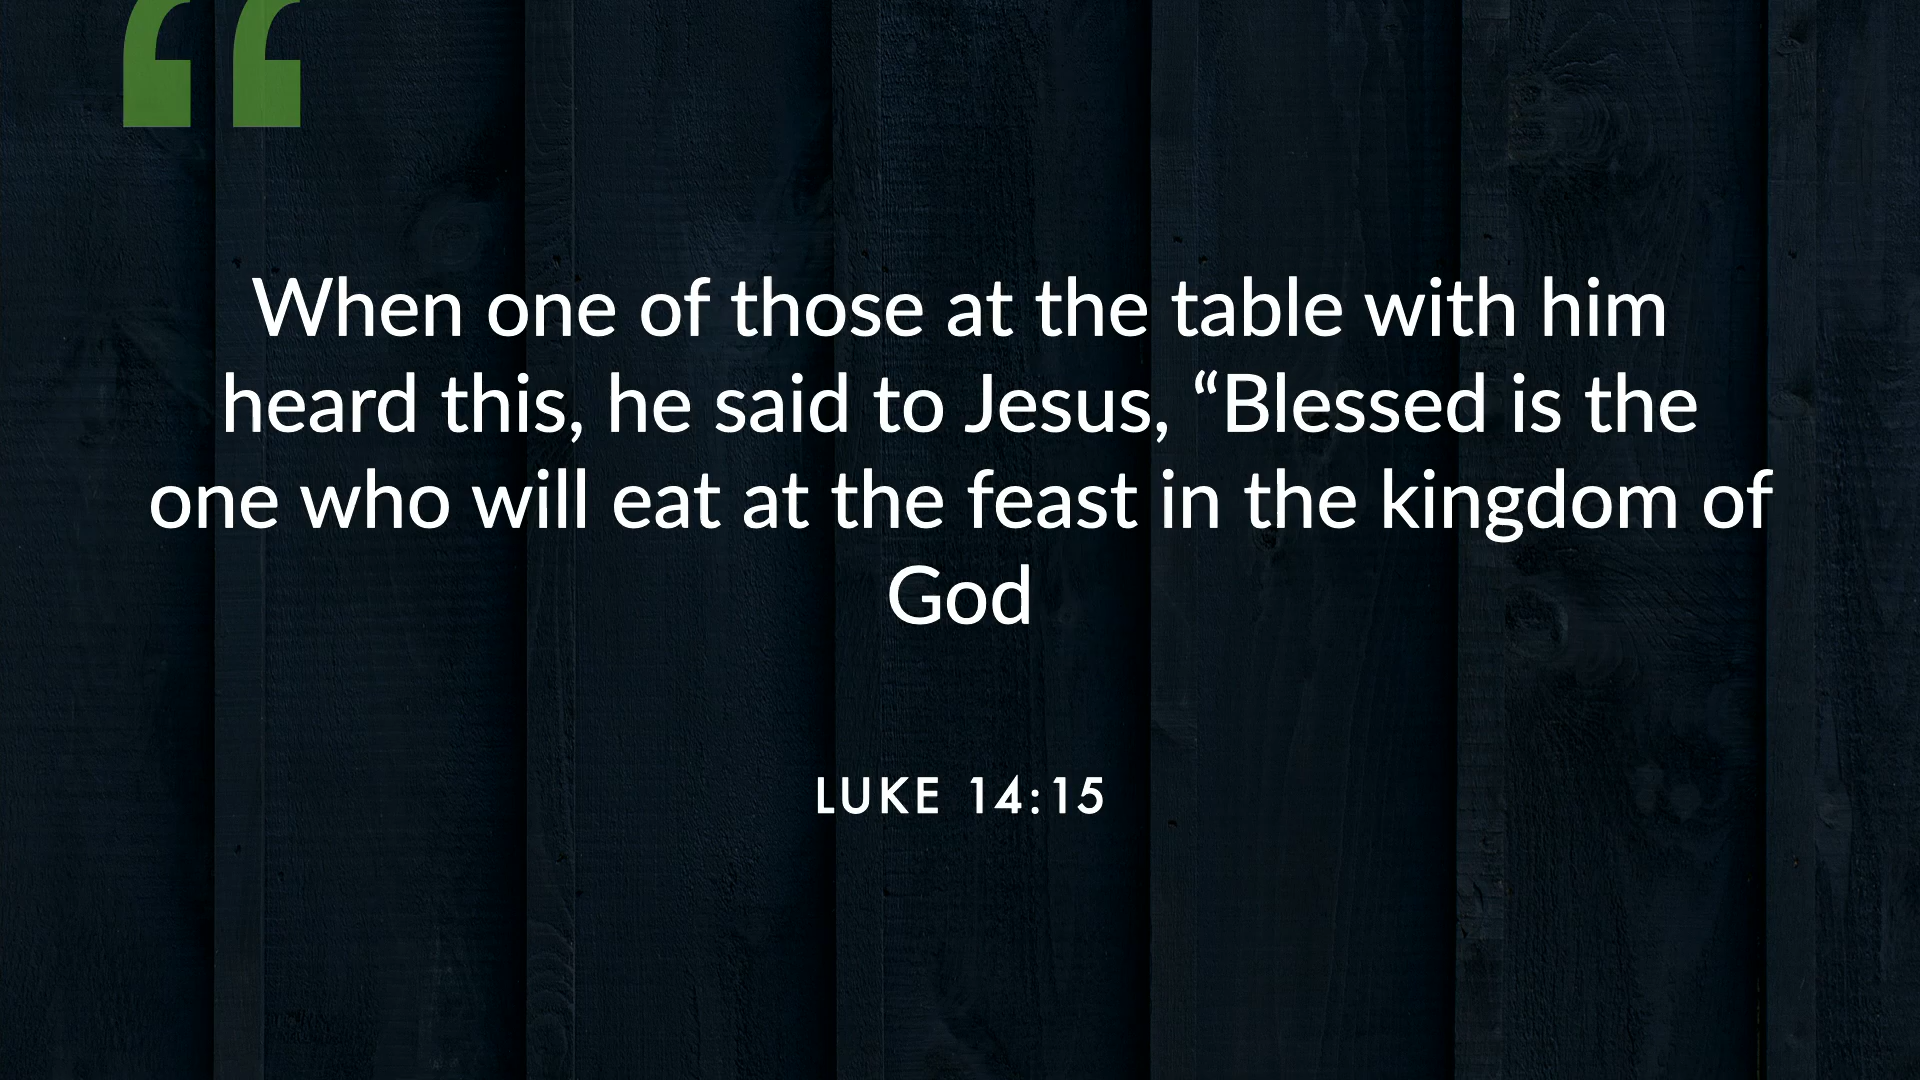 “
When one of those at the table with him
heard this, he said to Jesus, “Blessed is the
one who will eat at the feast in the kingdom of
God
LUKE 14:15